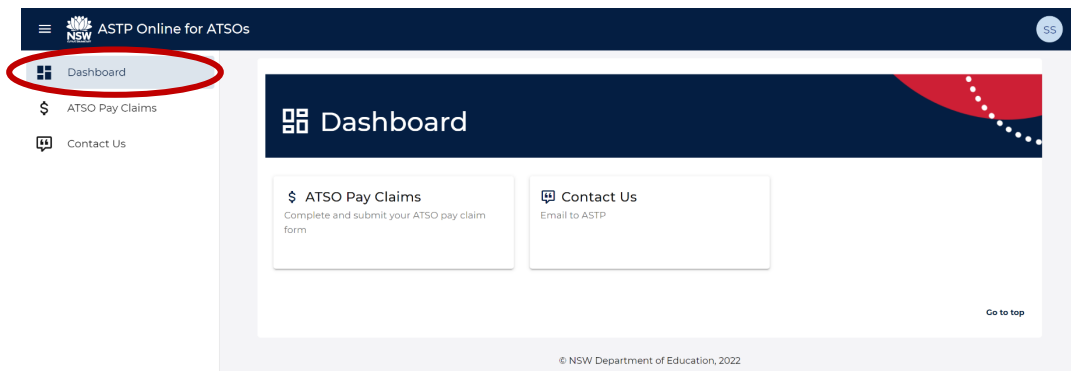 NSW
ASTP Online for ATSOs
SS
Dashboard
ATSO Pay Claims
Contact Us
Dashboard
$ ATSO Pay Claims
Complete and submit your ATSO pay claim
form
Contact Us
Email to ASTP
Go to top
© NSW Department of Education, 2022